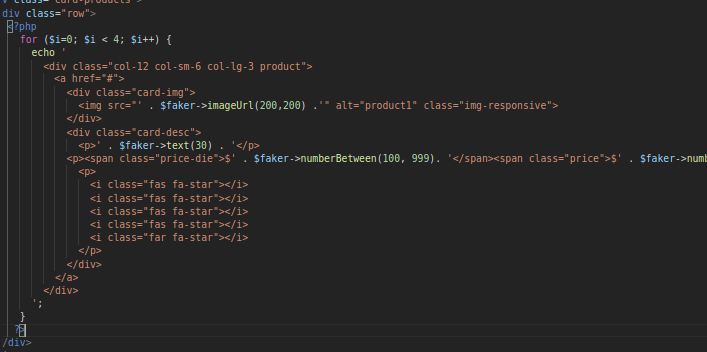 class="card-products">
div class="row">
<?php
for ($i=0; $i < 4; $i++) {
echo '
<div class="col-12 col-sm-6 col-lg-3 product">
<a href="#">
<div class="card-img">
<img src="' . $faker->imageUrl(200,200) .'" alt="product1" class="img-responsive">
</div>
<div class="card-desc">
<p>' . $faker->text(30) . '</p>
<p><span class="price-die">$' . $faker->numberBetween(100, 999). '</span><span class="price">$' . $faker->numb
<p>
<i class="fas fa-star"></i>
<i class="fas fa-star"></i>
<i class="fas fa-star"></i>
<i class="fas fa-star"></i>
<i class="far fa-star"></i>
</p>
</div>
</a>
</div>
';
}
?>
/div>